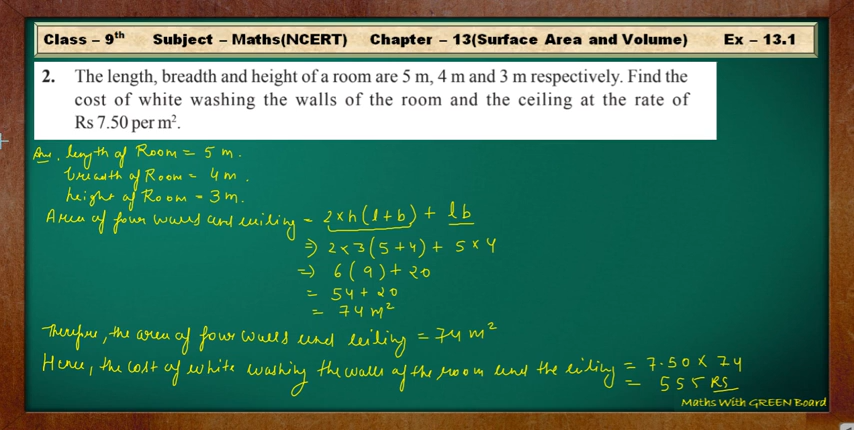 Class – 9th Subject – Maths(NCERT) Chapter – 13(Surface Area and Volume) Ex – 13.1
2. The length, breadth and height of a room are 5 m, 4 m and 3 m respectively. Find the
cost of white washing the walls of the room and the ceiling at the rate of
Rs 7.50 per m².
Ans. length of Room = 5 m.
breadth of Room = 4 m.
height of Room = 3 m.
Area of four walls and ceiling = 2×h(l+b) + lb
⇒ 2×3(5+4) + 5×4
⇒ 6(9)+20
= 54+20
= 74 m²
Therefore, the area of four walls and ceiling = 74 m²
Hence, the cost of white washing the walls of the room and the ceiling = 7.50 × 74
= 555 RS
Maths With GREEN Board